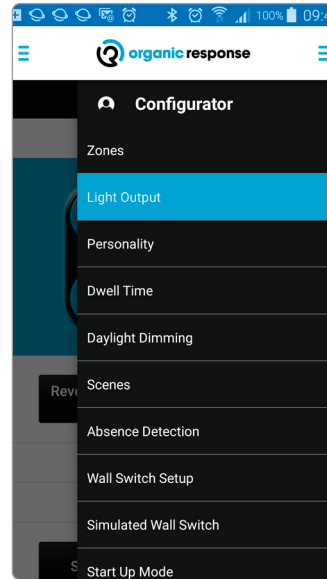 100% 09:4
organic response
Configurator
Zones
Light Output
Personality
Dwell Time
Daylight Dimming
Scenes
Reve
Absence Detection
Wall Switch Setup
Simulated Wall Switch
S
Start Up Mode